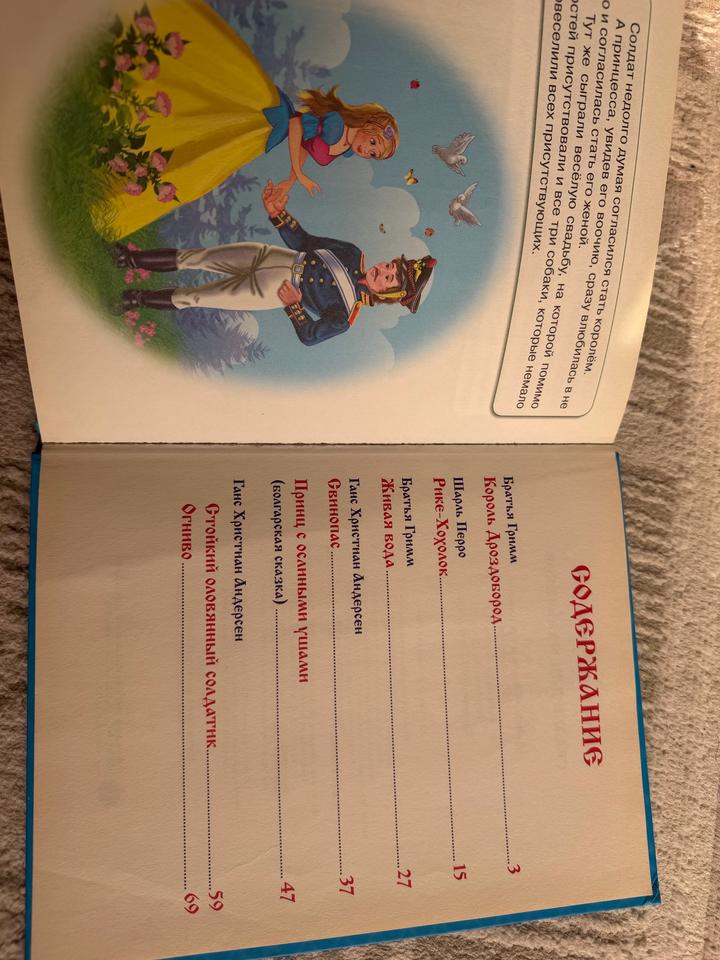 Солдат недолго думая согласился стать королём.
А принцесса, увидев его воочию, сразу влюбилась в не
о и согласилась стать его женой.
Тут же сыграли весёлую свадьбу, на которой помимо
остей присутствовали и все три собаки, которые немало
овеселили всех присутствующих.
СОДЕРЖАНИЕ
Братья Гримм
Король Дроздобород 3
Шарль Перро
Рике-Хохолок 15
Братья Гримм
Живая вода 27
Ганс Христиан Андерсен
Свинопас 37
Принц с ослиными ушами
(болгарская сказка) 47
Ганс Христиан Андерсен
Стойкий оловянный солдатик 59
Огниво 69